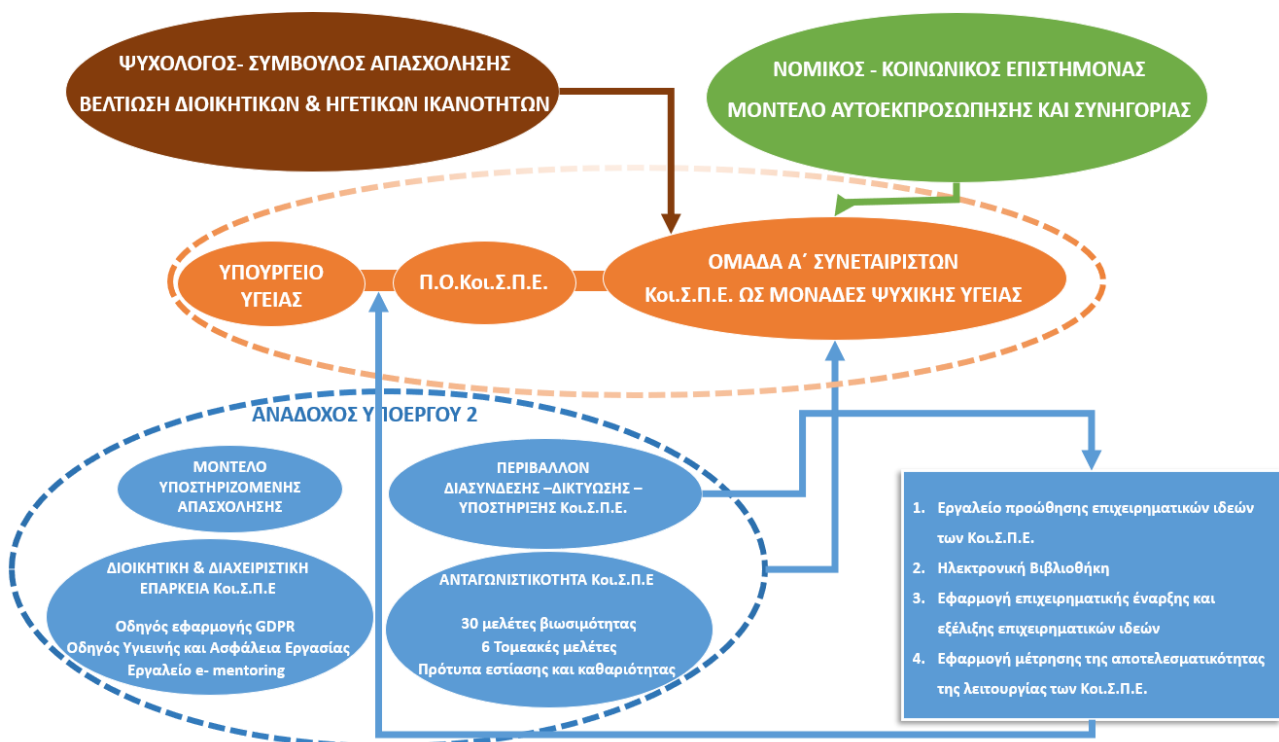 ΨΥΧΟΛΟΓΟΣ- ΣΥΜΒΟΥΛΟΣ ΑΠΑΣΧΟΛΗΣΗΣ
ΒΕΛΤΙΩΣΗ ΔΙΟΙΚΗΤΙΚΩΝ & ΗΓΕΤΙΚΩΝ ΙΚΑΝΟΤΗΤΩΝ
ΝΟΜΙΚΟΣ - ΚΟΙΝΩΝΙΚΟΣ ΕΠΙΣΤΗΜΟΝΑΣ
ΜΟΝΤΕΛΟ ΑΥΤΟΕΚΠΡΟΣΩΠΗΣΗΣ ΚΑΙ ΣΥΝΗΓΟΡΙΑΣ
ΥΠΟΥΡΓΕΙΟ
ΥΓΕΙΑΣ
Π.Ο.Κοι.Σ.Π.Ε.
ΟΜΑΔΑ Α΄ ΣΥΝΕΤΑΙΡΙΣΤΩΝ
Κοι.Σ.Π.Ε. ΩΣ ΜΟΝΑΔΕΣ ΨΥΧΙΚΗΣ ΥΓΕΙΑΣ
ΑΝΑΔΟΧΟΣ ΥΠΟΕΡΓΟΥ 2
ΜΟΝΤΕΛΟ
ΥΠΟΣΤΗΡΙΖΟΜΕΝΗΣ
ΑΠΑΣΧΟΛΗΣΗΣ
ΠΕΡΙΒΑΛΛΟΝ
ΔΙΑΣΥΝΔΕΣΗΣ –ΔΙΚΤΥΩΣΗΣ –
ΥΠΟΣΤΗΡΙΞΗΣ Κοι.Σ.Π.Ε.
ΔΙΟΙΚΗΤΙΚΗ & ΔΙΑΧΕΙΡΙΣΤΙΚΗ
ΕΠΑΡΚΕΙΑ Κοι.Σ.Π.Ε
Οδηγός εφαρμογής GDPR
Οδηγός Υγιεινής και Ασφάλεια Εργασίας
Εργαλείο e- mentoring
ΑΝΤΑΓΩΝΙΣΤΙΚΟΤΗΤΑ Κοι.Σ.Π.Ε
30 μελέτες βιωσιμότητας
6 Τομεακές μελέτες
Πρότυπα εστίασης και καθαριότητας
1. Εργαλείο προώθησης επιχειρηματικών ιδεών
των Κοι.Σ.Π.Ε.
2. Ηλεκτρονική Βιβλιοθήκη
3. Εφαρμογή επιχειρηματικής έναρξης και
εξέλιξης επιχειρηματικών ιδεών
4. Εφαρμογή μέτρησης της αποτελεσματικότητας
της λειτουργίας των Κοι.Σ.Π.Ε.